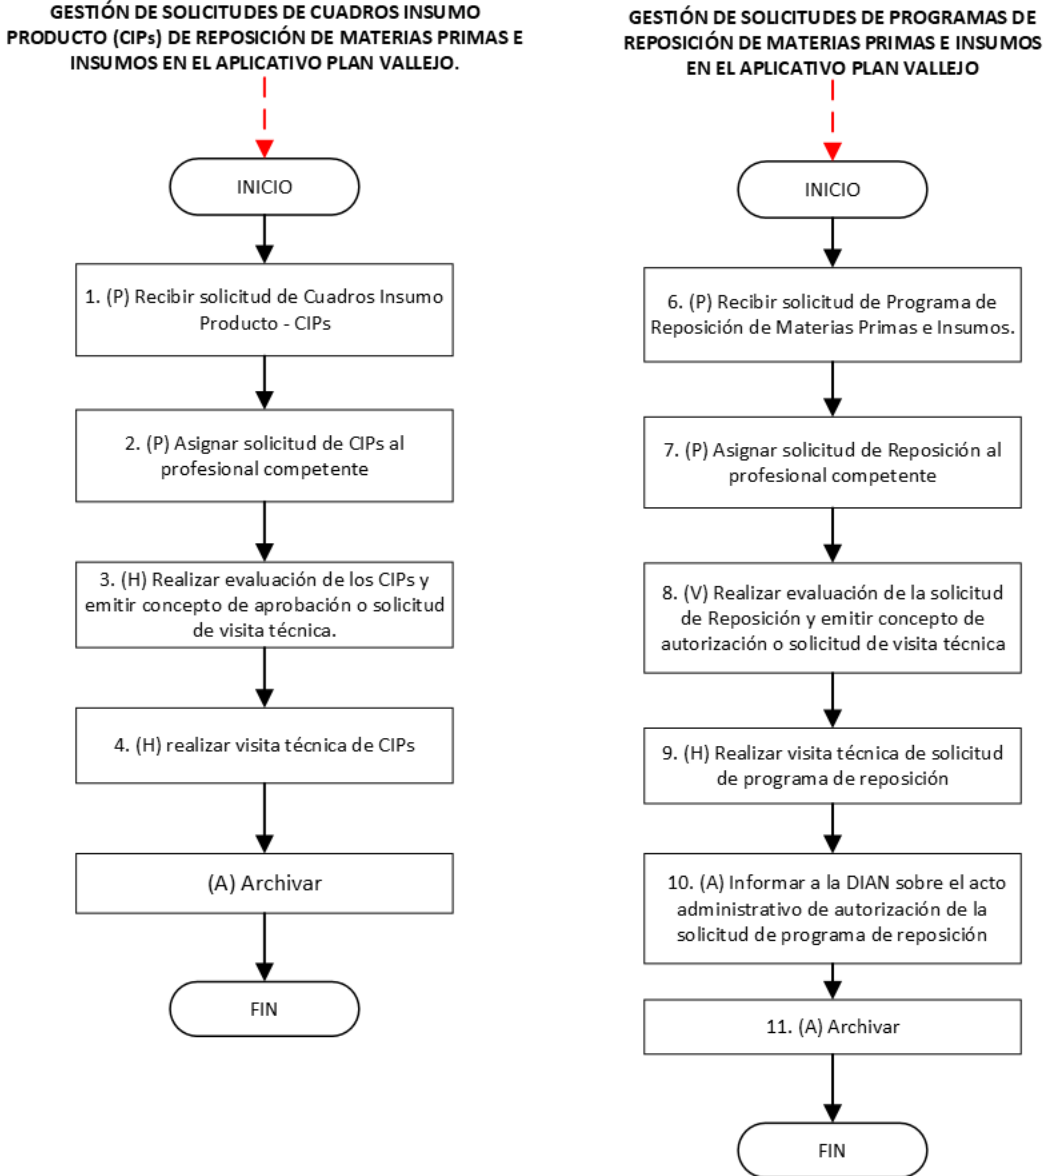 GESTIÓN DE SOLICITUDES DE CUADROS INSUMO
PRODUCTO (CIPs) DE REPOSICIÓN DE MATERIAS PRIMAS E
INSUMOS EN EL APLICATIVO PLAN VALLEJO.
INICIO
1. (P) Recibir solicitud de Cuadros Insumo
Producto - CIPs
2. (P) Asignar solicitud de CIPs al
profesional competente
3. (H) Realizar evaluación de los CIPs y
emitir concepto de aprobación o solicitud
de visita técnica.
4. (H) realizar visita técnica de CIPs
(A) Archivar
FIN
GESTIÓN DE SOLICITUDES DE PROGRAMAS DE
REPOSICIÓN DE MATERIAS PRIMAS E INSUMOS
EN EL APLICATIVO PLAN VALLEJO
INICIO
6. (P) Recibir solicitud de Programa de
Reposición de Materias Primas e Insumos.
7. (P) Asignar solicitud de Reposición al
profesional competente
8. (V) Realizar evaluación de la solicitud
de Reposición y emitir concepto de
autorización o solicitud de visita técnica
9. (H) Realizar visita técnica de solicitud
de programa de reposición
10. (A) Informar a la DIAN sobre el acto
administrativo de autorización de la
solicitud de programa de reposición
11. (A) Archivar
FIN